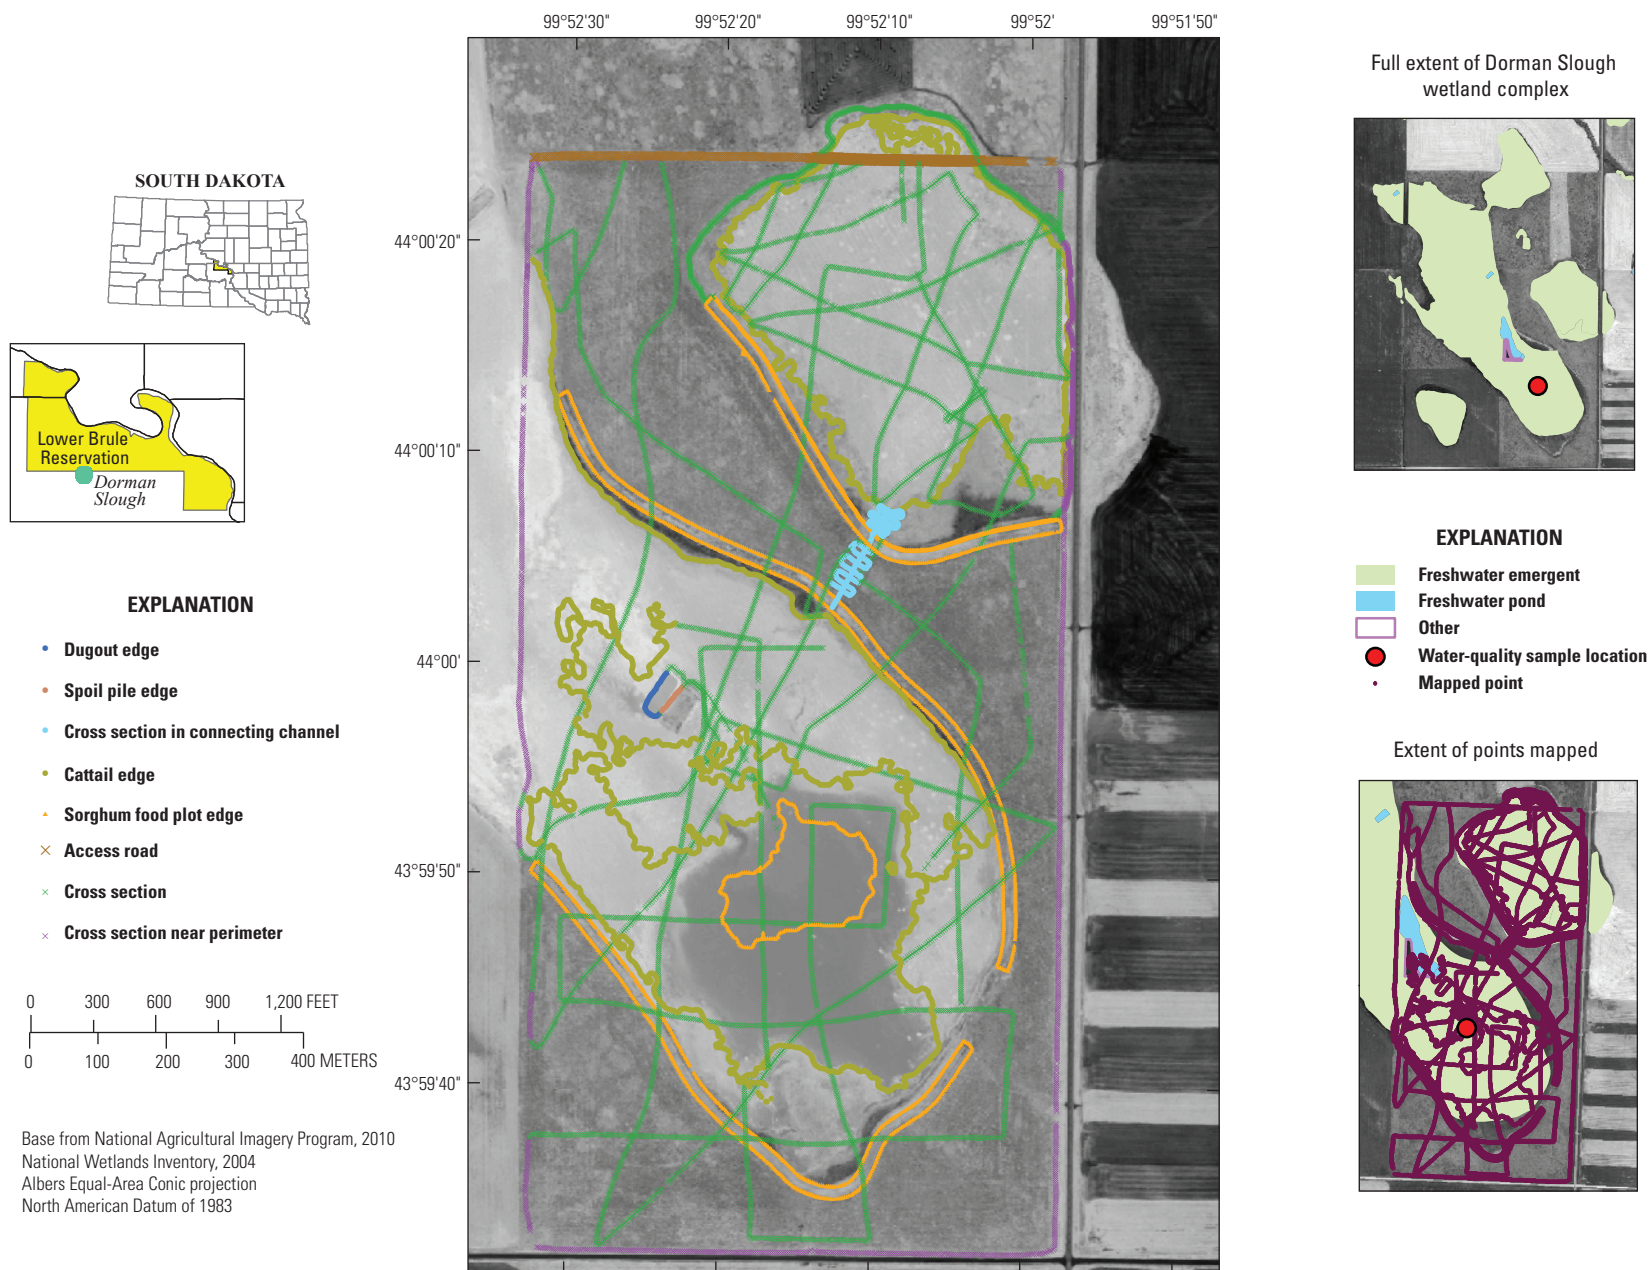 99°52'30"
99°52'20"
99°52'10"
99°52'
99°51'50"
44°00'20"
44°00'10"
44°00'
43°59'50"
43°59'40"
SOUTH DAKOTA
Lower Brule
Reservation
Dorman
Slough
EXPLANATION
Dugout edge
Spoil pile edge
Cross section in connecting channel
Cattail edge
Sorghum food plot edge
Access road
Cross section
Cross section near perimeter
0 300 600 900 1,200 FEET
0 100 200 300 400 METERS
Base from National Agricultural Imagery Program, 2010
National Wetlands Inventory, 2004
Albers Equal-Area Conic projection
North American Datum of 1983
Full extent of Dorman Slough
wetland complex
EXPLANATION
Freshwater emergent
Freshwater pond
Other
Water-quality sample location
Mapped point
Extent of points mapped